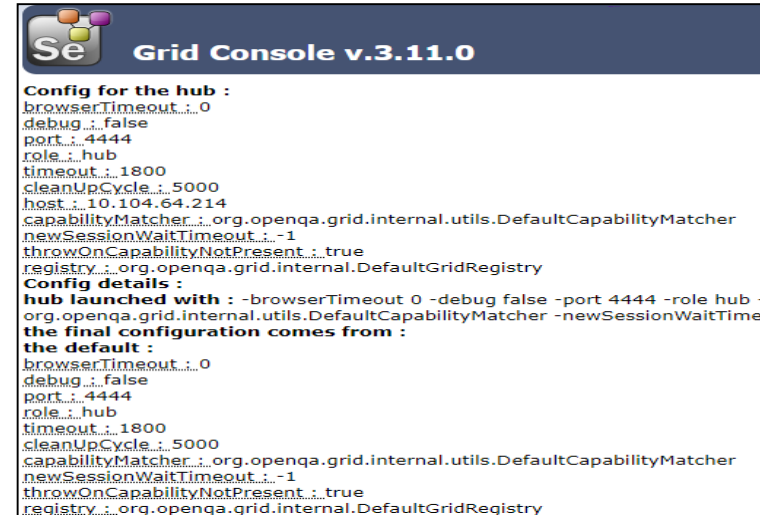 Se Grid Console v.3.11.0
Config for the hub :
browserTimeout : 0
debug : false
port : 4444
role : hub
timeout : 1800
cleanUpCycle : 5000
host : 10.104.64.214
capabilityMatcher : org.openqa.grid.internal.utils.DefaultCapabilityMatcher
newSessionWaitTimeout : -1
throwOnCapabilityNotPresent : true
registry : org.openqa.grid.internal.DefaultGridRegistry
Config details :
hub launched with : -browserTimeout 0 -debug false -port 4444 -role hub -
org.openqa.grid.internal.utils.DefaultCapabilityMatcher -newSessionWaitTime
the final configuration comes from :
the default :
browserTimeout : 0
debug : false
port : 4444
role : hub
timeout : 1800
cleanUpCycle : 5000
capabilityMatcher : org.openqa.grid.internal.utils.DefaultCapabilityMatcher
newSessionWaitTimeout : -1
throwOnCapabilityNotPresent : true
registry : org.openqa.grid.internal.DefaultGridRegistry